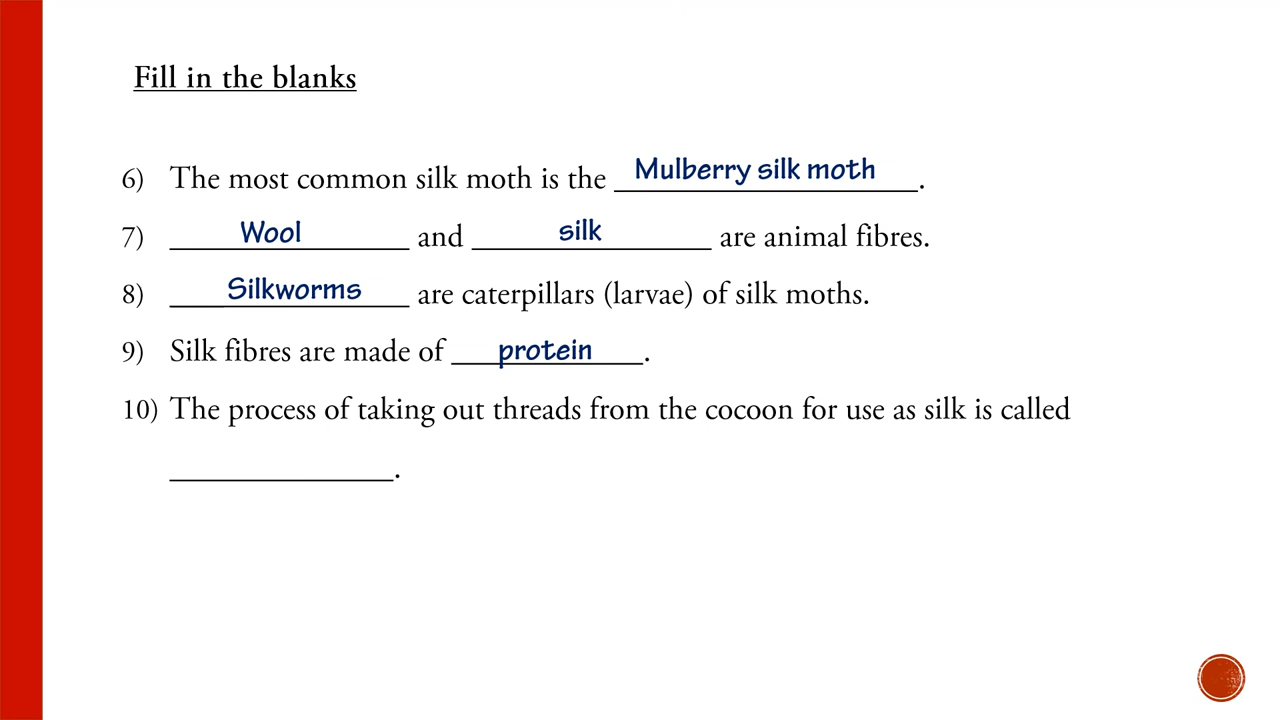 Fill in the blanks
6) The most common silk moth is the Mulberry silk moth.
7) Wool and silk are animal fibres.
8) Silkworms are caterpillars (larvae) of silk moths.
9) Silk fibres are made of protein.
10) The process of taking out threads from the cocoon for use as silk is called
_______________.